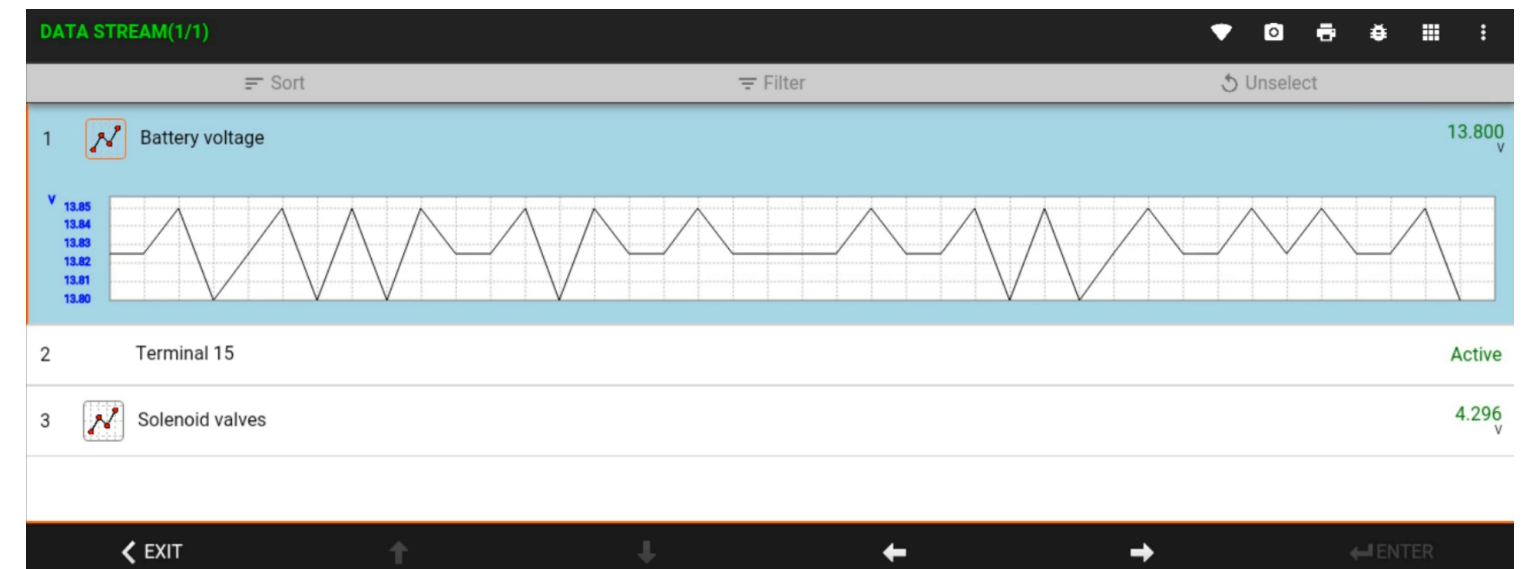 DATA STREAM(1/1)
Sort Filter Unselect
1 Battery voltage 13.800
V
V
13.85
13.84
13.83
13.82
13.81
13.80
2 Terminal 15 Active
3 Solenoid valves 4.296
V
EXIT ENTER